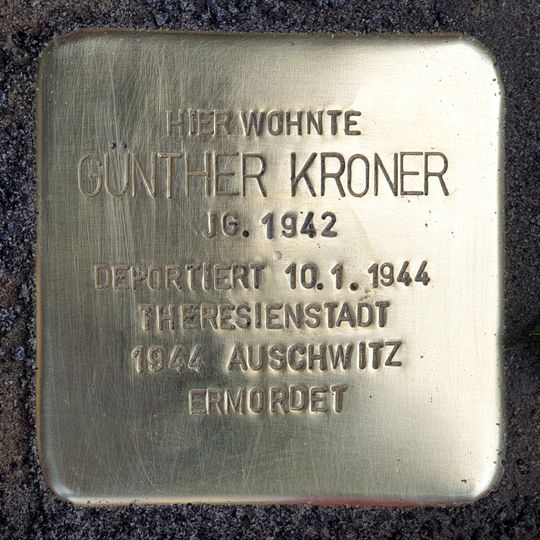 HIER WOHNTE
GÜNTHER KRONER
JG. 1942
DEPORTIERT 10.1.1944
THERESIENSTADT
1944 AUSCHWITZ
ERMORDET